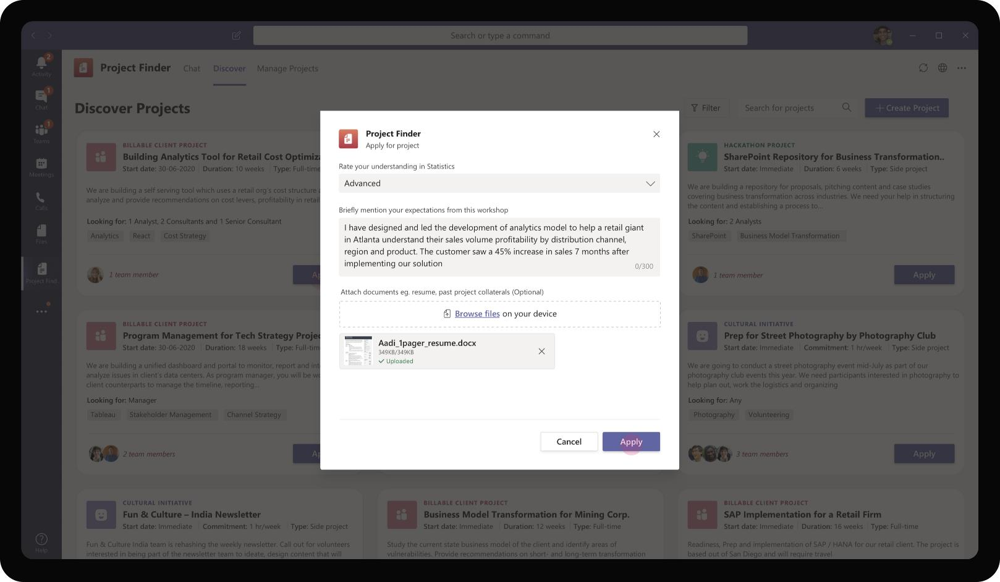 Search or type a command
2
Activity
1
Chat
1
Teams
Meetings
Calls
Files
Project Find..
Help
Project Finder Chat Discover Manage Projects
Discover Projects
Filter
Search for projects
Create Project
BILLABLE CLIENT PROJECT
Building Analytics Tool for Retail Cost Optimiz
Start date: 30-06-2020 Duration: 10 weeks Type: Full-time
We are building a self serving tool which uses a retail org's cost structure
analyze and provide recommendations on cost levers, profitability in retail
Looking for: 1 Analyst, 2 Consultants and 1 Senior Consultant
Analytics React Cost Strategy
1 team member
Ap
HACKATHON PROJECT
SharePoint Repository for Business Transformation..
Start date: Immediate Duration: 6 weeks Type: Side project
We are building a repository for proposals, pitching content and case studies
covering business transformation across industries. We need your help in structuring
the content and establishing a process to...
Looking for: 2 Analysts
SharePoint Business Model Transformation
1 team member
Apply
Project Finder
Apply for project
Rate your understanding in Statistics
Advanced
Briefly mention your expectations from this workshop
I have designed and led the development of analytics model to help a retail giant
in Atlanta understand their sales volume profitability by distribution channel,
region and product. The customer saw a 45% increase in sales 7 months after
implementing our solution
0/300
Attach documents eg. resume, past project collaterals (Optional)
Browse files on your device
Aadi_1pager_resume.docx
349KB/349KB
Uploaded
Cancel
Apply
BILLABLE CLIENT PROJECT
Program Management for Tech Strategy Projec
Start date: 30-06-2020 Duration: 18 weeks Type: Full-tim
We are building a unified dashboard and portal to monitor, report and int
analyze issues in client's data centers. As program manager, you will be wo
client counterparts to manage the timeline, reporting...
Looking for: Manager
Tableau Stakeholder Management Channel Strategy
2 team members
Ap
CULTURAL INITIATIVE
Prep for Street Photography by Photography Club
Start date: Immediate Commitment: 1 hr/week Type: Side project
We are going to conduct a street photography event mid-July as part of our
photography club events this year. We need participants interested in photography to
help plan out, work the logistics and organizing
Looking for: Any
Photography Volunteering
3 team members
Apply
CULTURAL INITIATIVE
Fun & Culture – India Newsletter
Start date: Immediate Commitment: 1 hr/week Type: Side project
Fun & Culture India team is rehashing the weekly newsletter. Call out for volunteers
interested in being part of the newsletter team to ideate, design content that will
BILLABLE CLIENT PROJECT
Business Model Transformation for Mining Corp.
Start date: Immediate Duration: 12 weeks Type: Full-time
Study the current state business model of the client and identify areas of
vulnerabilities. Provide recommendations on short- and long-term transformation
BILLABLE CLIENT PROJECT
SAP Implementation for a Retail Firm
Start date: Immediate Duration: 16 weeks Type: Full-time
Readiness, Prep and implementation of SAP / HANA for our retail client. The project is
based out of San Diego and will require travel